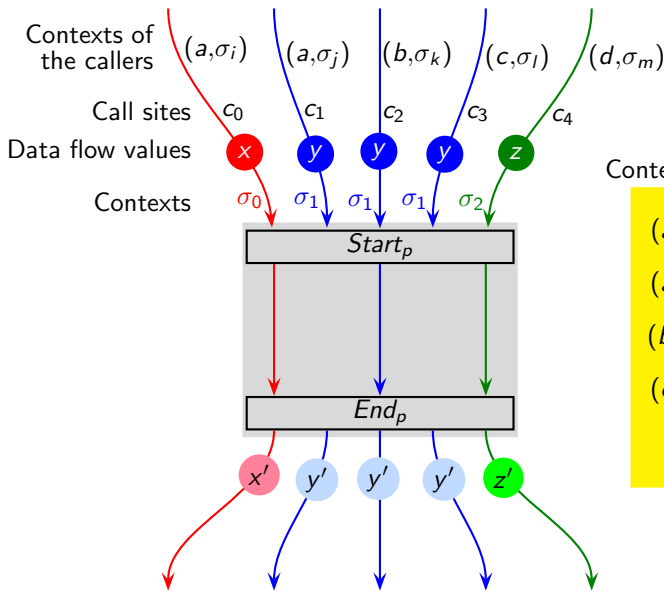 Contexts of
the callers
(a,σi) (a,σj) (b,σk) (c,σl) (d,σm)
Call sites c0 c1 c2 c3 c4
Data flow values x y y y z
Contexts σ0 σ1 σ1 σ1 σ2
Startp
Endp
x′ y′ y′ y′ z′
(b